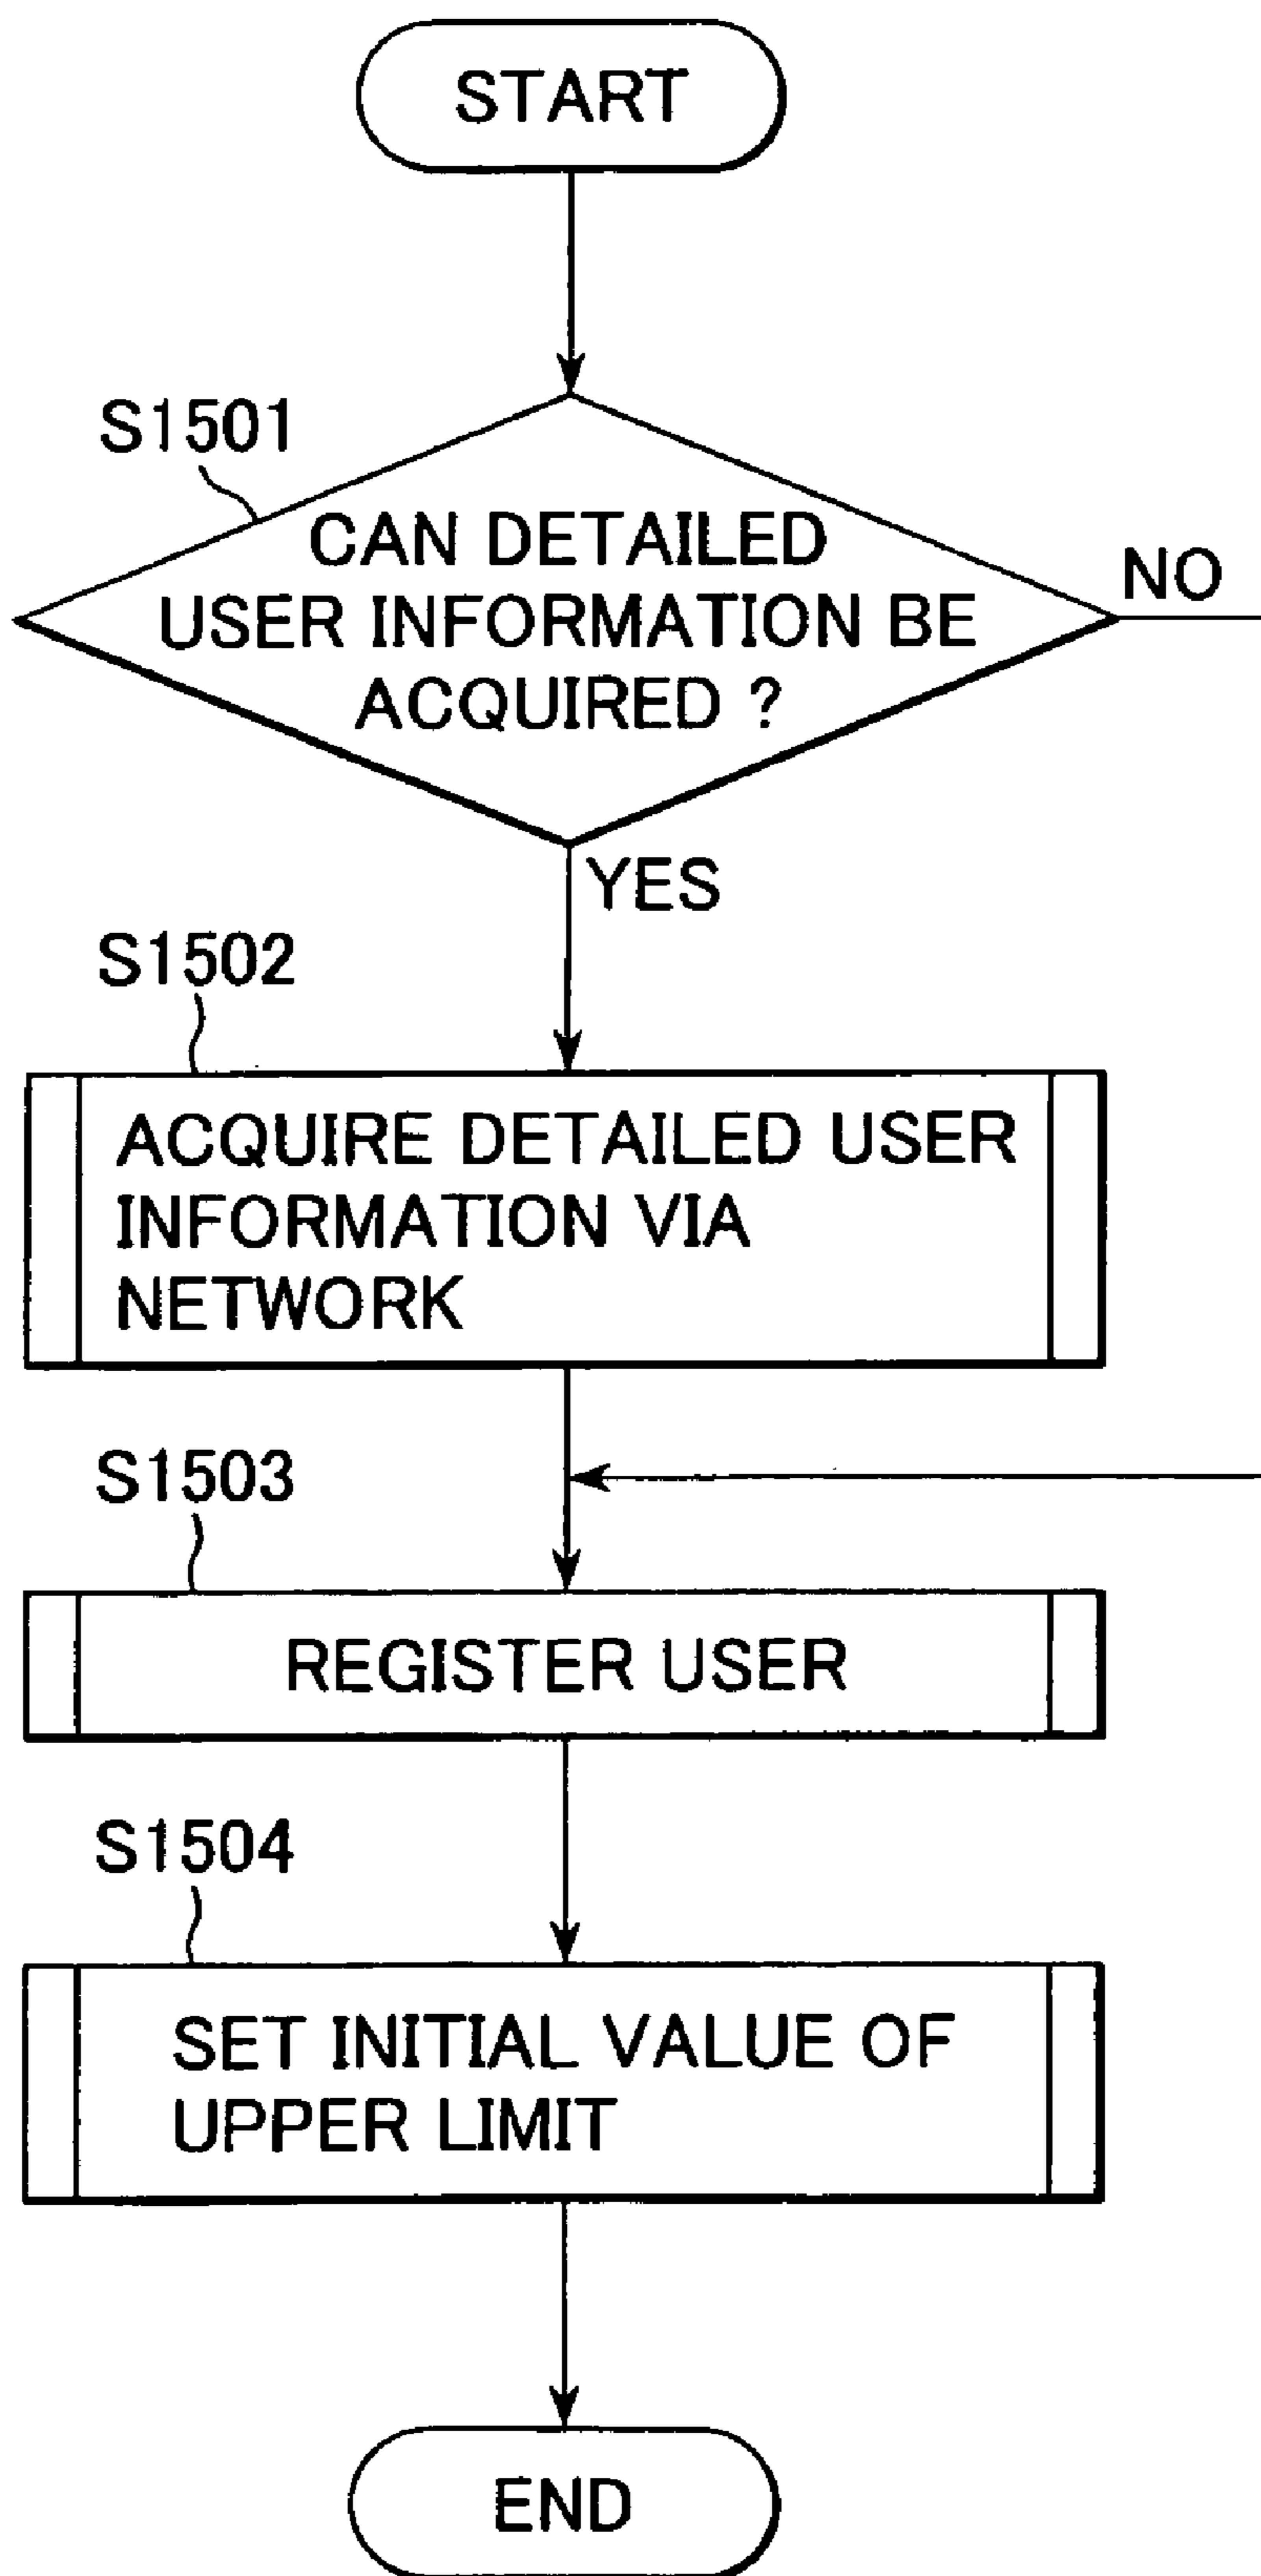 START
S1501
CAN DETAILED
USER INFORMATION BE
ACQUIRED ?
NO
YES
S1502
ACQUIRE DETAILED USER
INFORMATION VIA
NETWORK
S1503
REGISTER USER
S1504
SET INITIAL VALUE OF
UPPER LIMIT
END